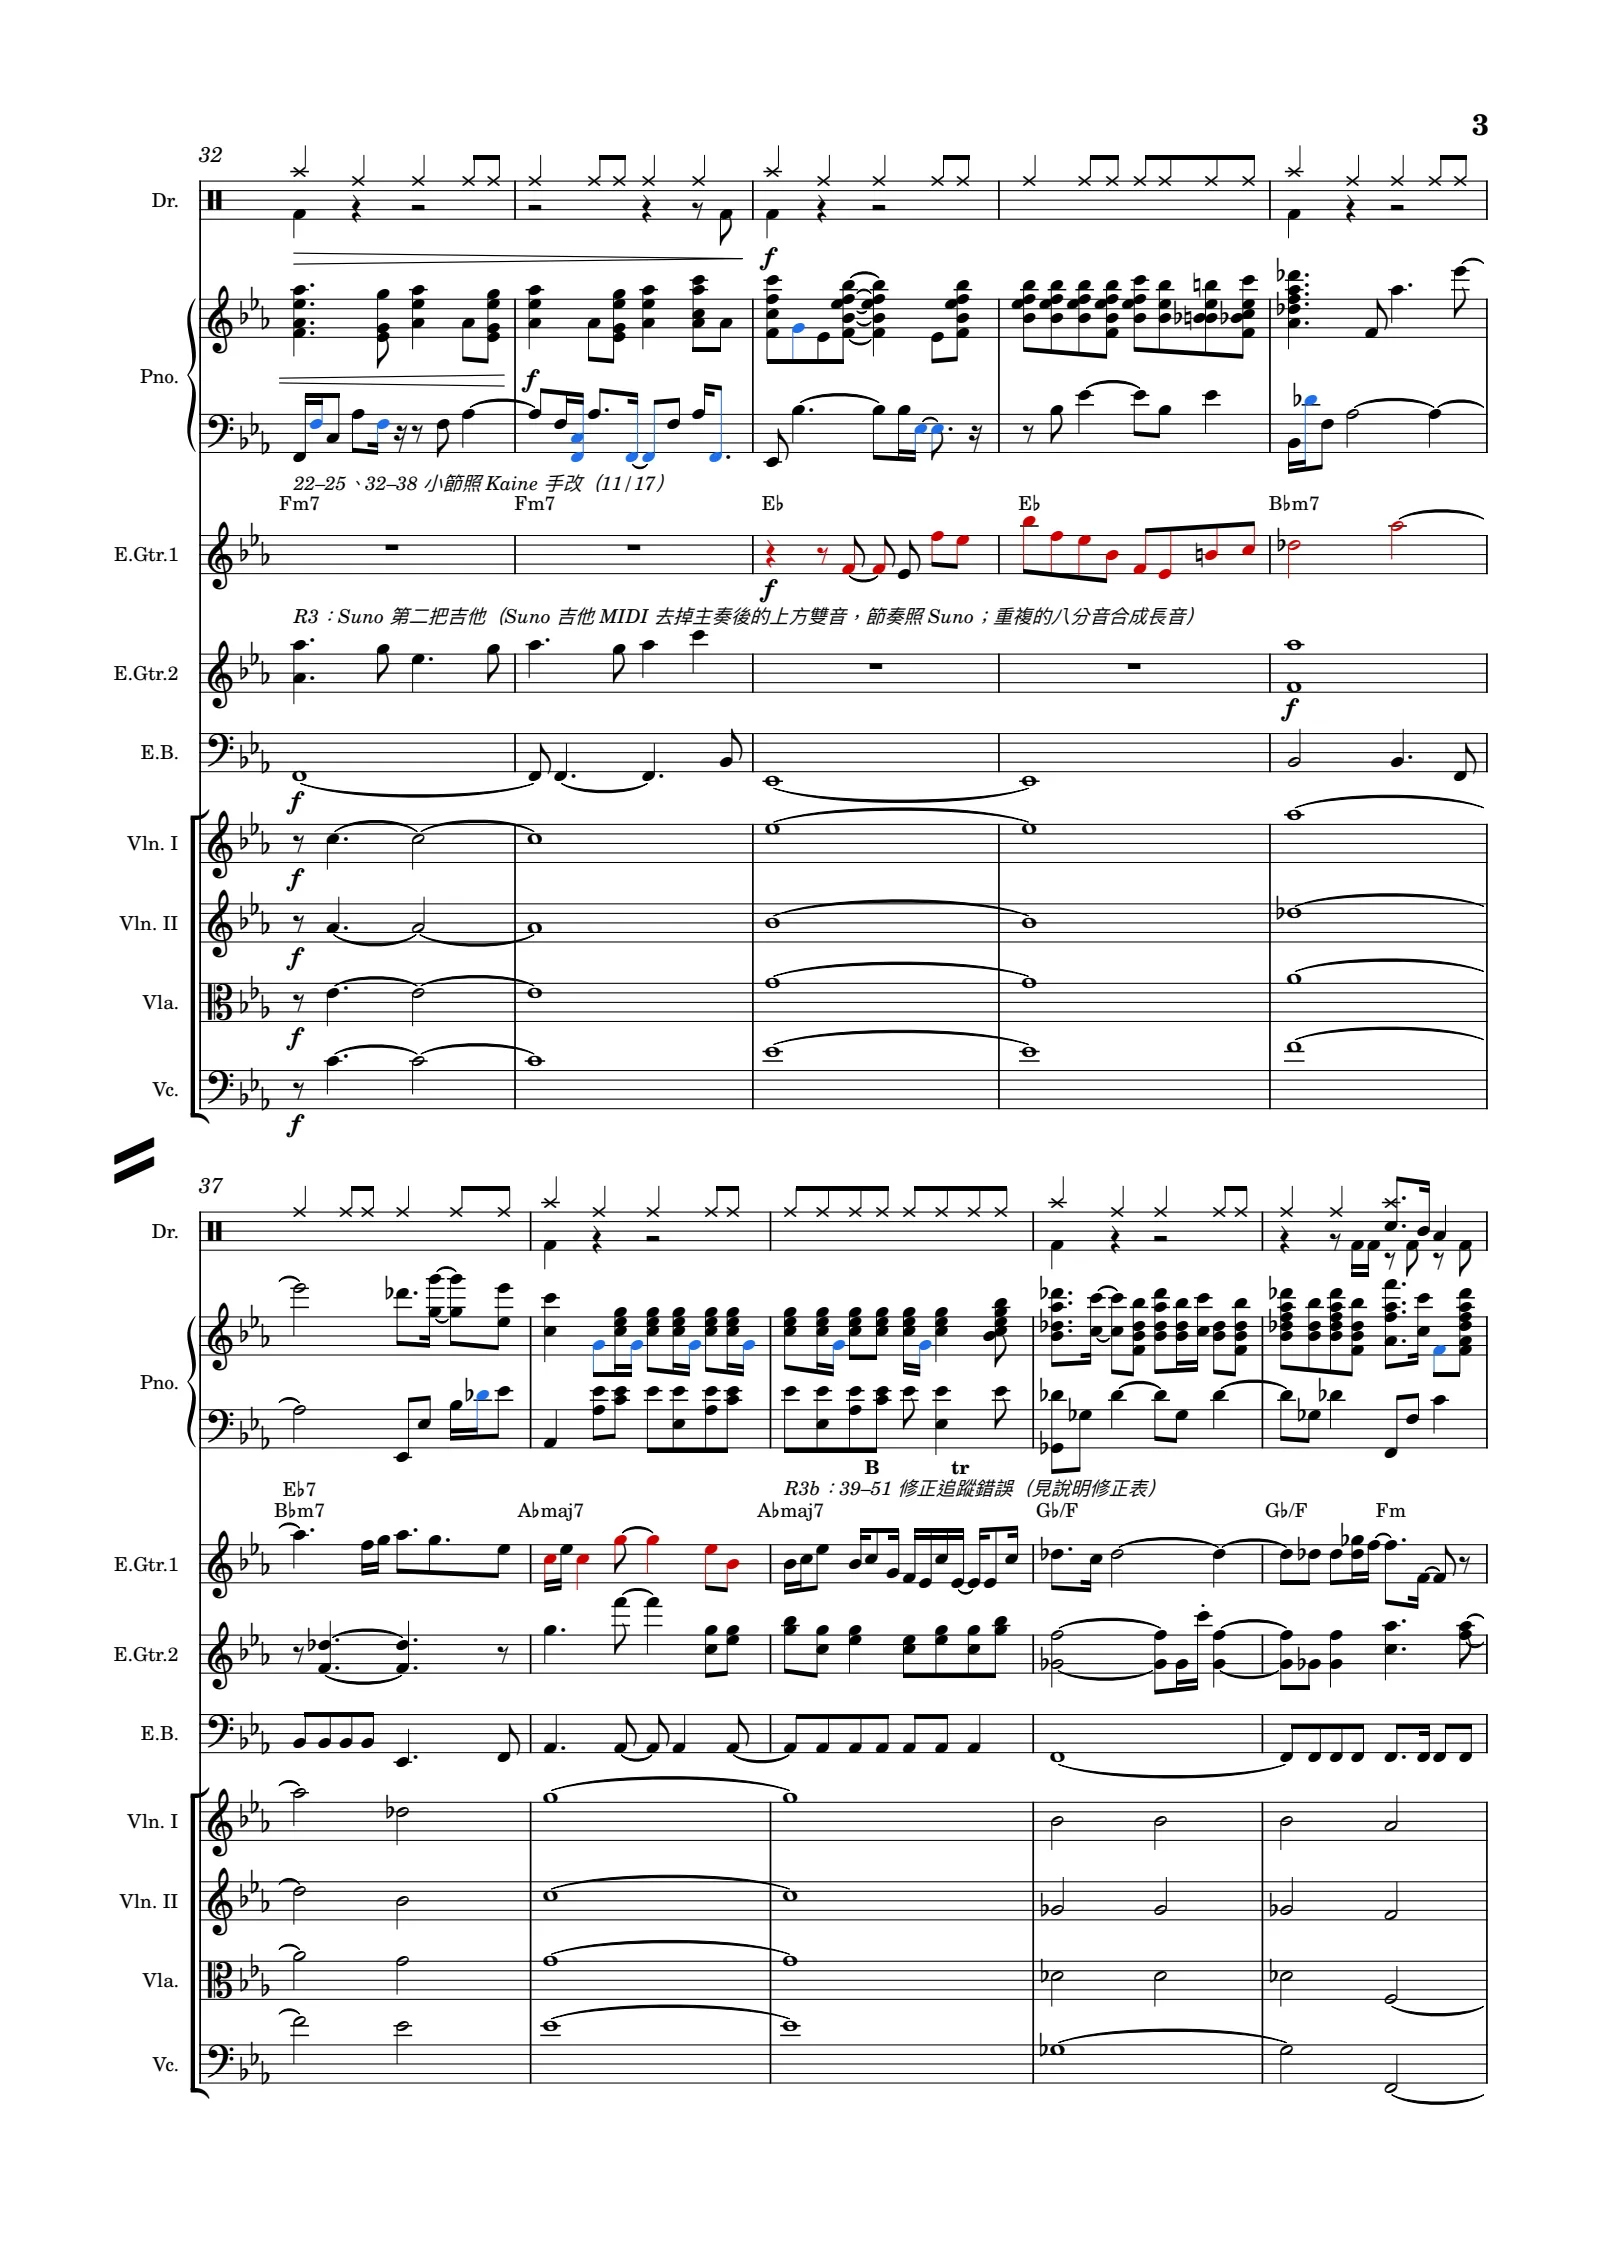 3
32
Dr.
f
Pno.
f
22–25、32–38 小節照 Kaine 手改（11/17）
Fm7 Fm7 E♭ E♭ B♭m7
E.Gtr.1
f
R3：Suno 第二把吉他（Suno 吉他 MIDI 去掉主奏後的上方雙音，節奏照 Suno；重複的八分音合成長音）
E.Gtr.2
f
E.B.
f
Vln. I
f
Vln. II
f
Vla.
f
Vc.
f
37
Dr.
Pno.
B tr
R3b：39–51 修正追蹤錯誤（見說明修正表）
E♭7
B♭m7 A♭maj7 A♭maj7 G♭/F G♭/F Fm
E.Gtr.1
E.Gtr.2
E.B.
Vln. I
Vln. II
Vla.
Vc.